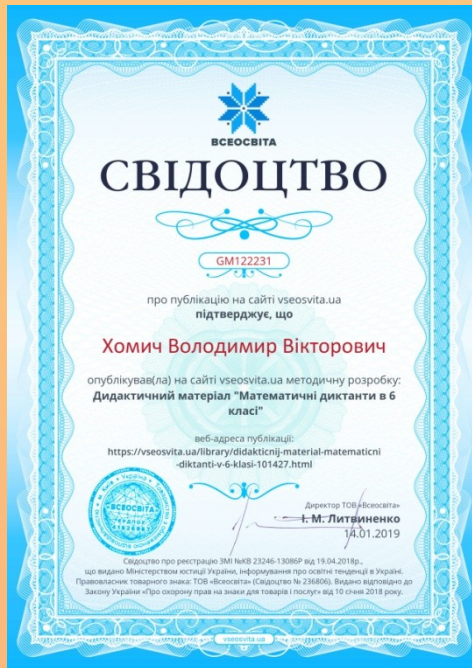 ВСЕОСВІТА
СВІДОЦТВО
GM122231
про публікацію на сайті vseosvita.ua
підтверджує, що
Хомич Володимир Вікторович
опублікував(ла) на сайті vseosvita.ua методичну розробку:
Дидактичний матеріал "Математичні диктанти в 6
класі"
веб-адреса публікації:
https://vseosvita.ua/library/didakticnij-material-matematicni
-diktanti-v-6-klasi-101427.html
ВСЕОСВІТА
Директор ТОВ «Всеосвіта»
І. М. Литвиненко
14.01.2019
Свідоцтво про реєстрацію ЗМІ №КВ 23246-13086Р від 19.04.2018р.,
що видано Міністерством юстиції України, інформування про освітні тенденції в Україні.
Правовласник товарного знака: ТОВ «Всеосвіта» (Свідоцтво № 236806). Видано відповідно до
Закону України «Про охорону прав на знаки для товарів і послуг» від 10 січня 2018 року.
vseosvita.ua